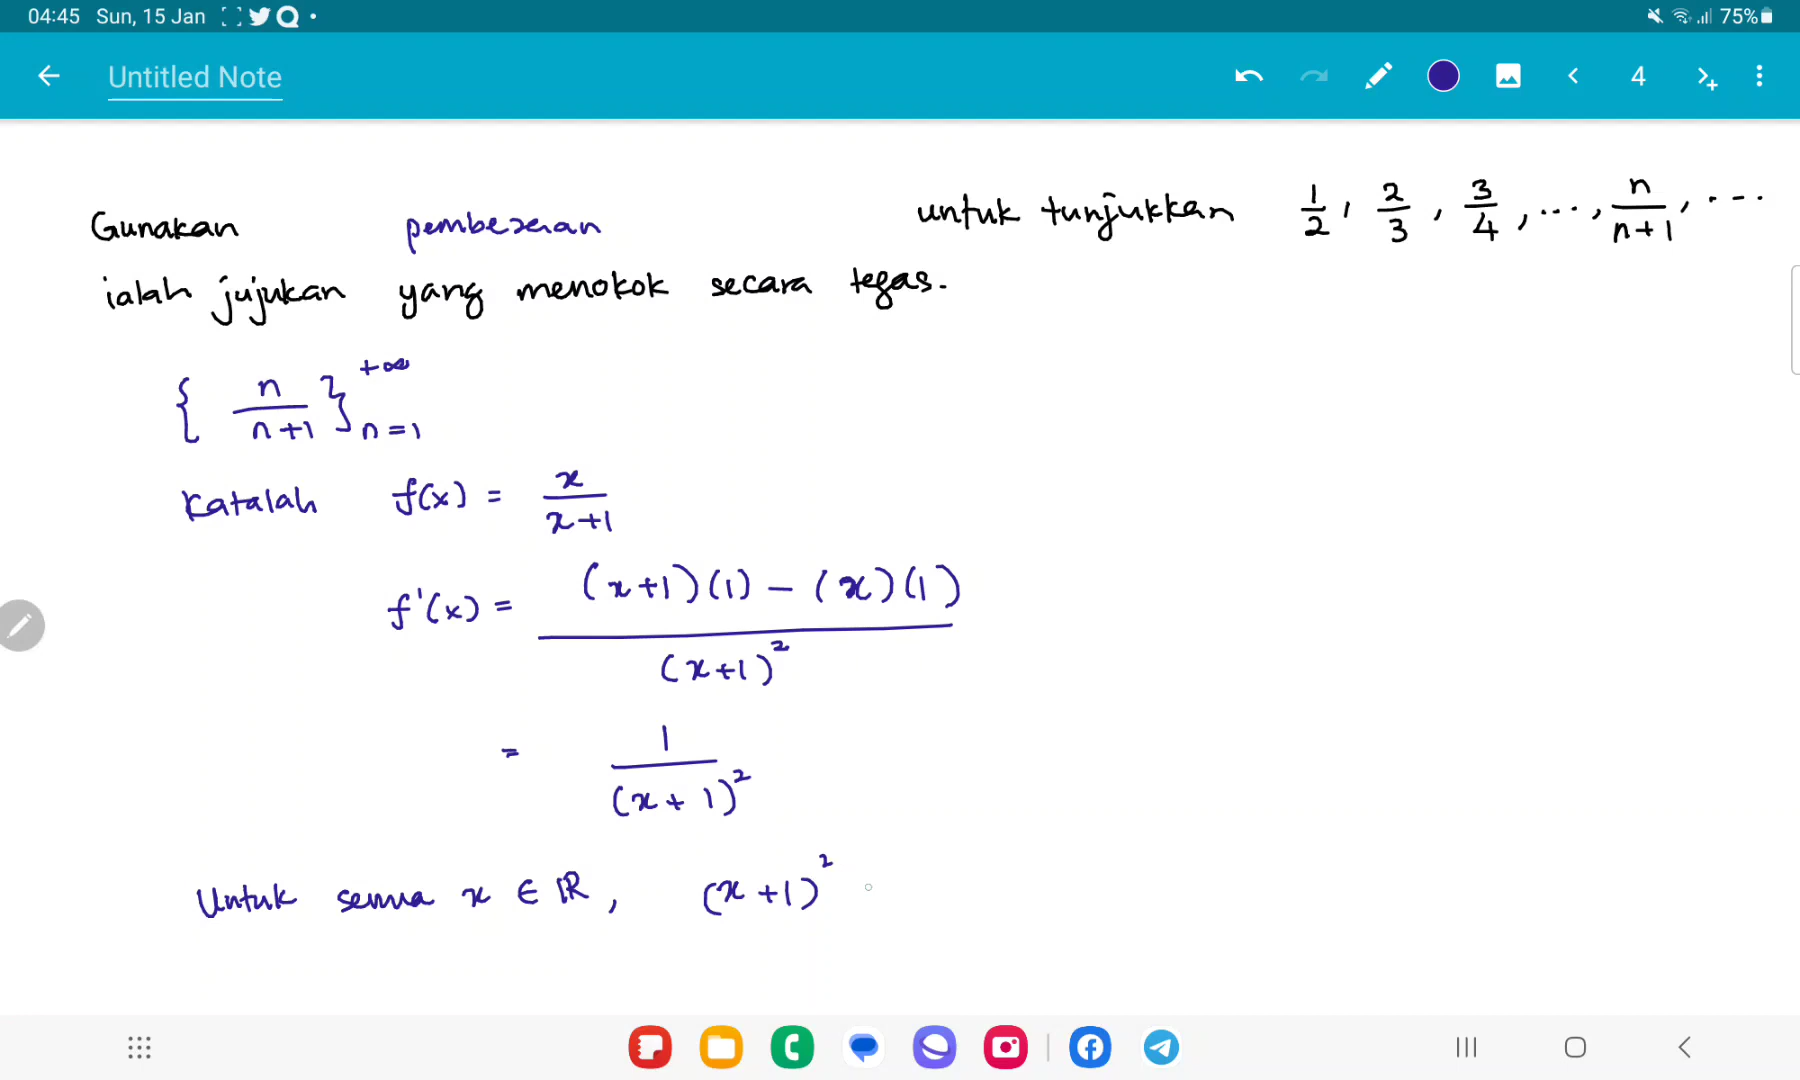 04:45 Sun, 15 Jan 75%
Untitled Note 4
Gunakan pembezaan untuk tunjukkan 1/2, 2/3, 3/4, ..., n/n+1, ...
ialah jujukan yang menokok secara tegas.
{ n/n+1 }^{+∞}_{n=1}
Katalah f(x) = x/x+1
f'(x) = (x+1)(1) - (x)(1) / (x+1)^2
= 1/(x+1)^2
Untuk semua x ∈ ℝ, (x+1)^2